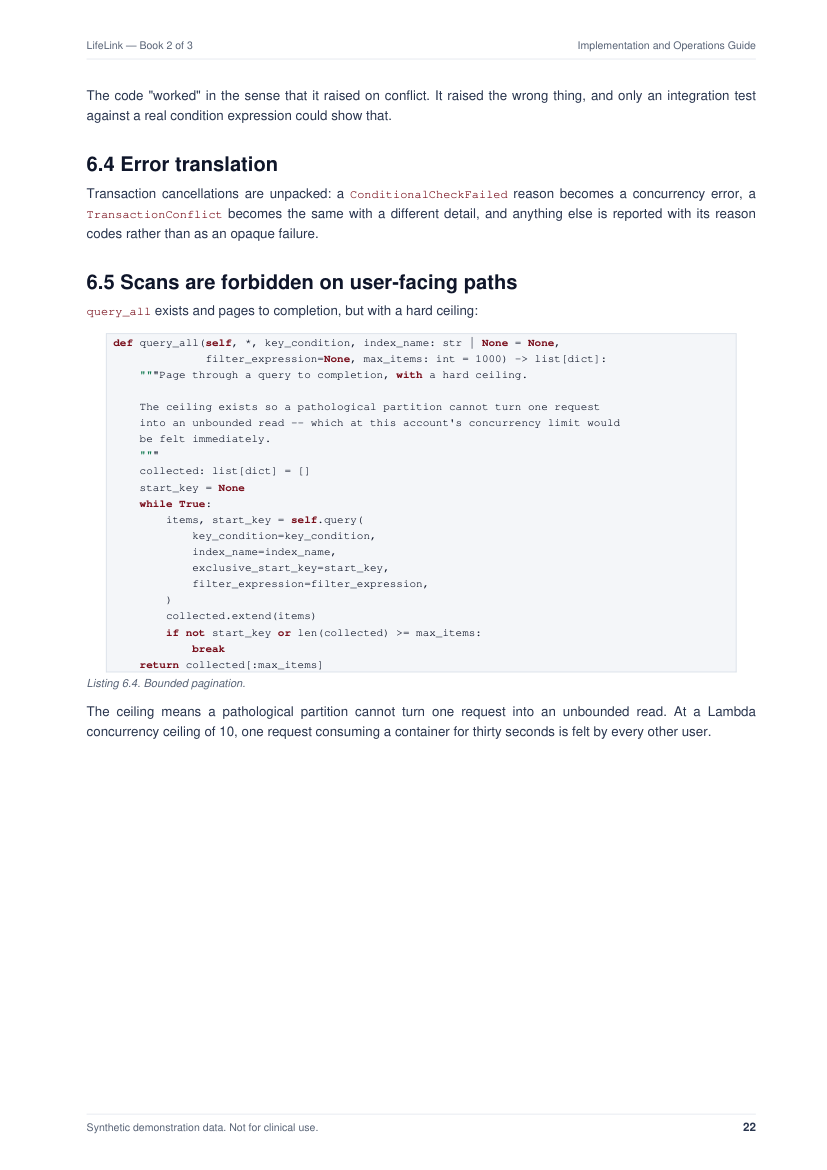 LifeLink — Book 2 of 3
Implementation and Operations Guide
The code "worked" in the sense that it raised on conflict. It raised the wrong thing, and only an integration test
against a real condition expression could show that.
6.4 Error translation
Transaction cancellations are unpacked: a ConditionalCheckFailed reason becomes a concurrency error, a
TransactionConflict becomes the same with a different detail, and anything else is reported with its reason
codes rather than as an opaque failure.
6.5 Scans are forbidden on user-facing paths
query_all exists and pages to completion, but with a hard ceiling:
def query_all(self, *, key_condition, index_name: str | None = None,
              filter_expression=None, max_items: int = 1000) -> list[dict]:
    """Page through a query to completion, with a hard ceiling.
    The ceiling exists so a pathological partition cannot turn one request
    into an unbounded read -- which at this account's concurrency limit would
    be felt immediately.
    """
    collected: list[dict] = []
    start_key = None
    while True:
        items, start_key = self.query(
            key_condition=key_condition,
            index_name=index_name,
            exclusive_start_key=start_key,
            filter_expression=filter_expression,
        )
        collected.extend(items)
        if not start_key or len(collected) >= max_items:
            break
    return collected[:max_items]
Listing 6.4. Bounded pagination.
The ceiling means a pathological partition cannot turn one request into an unbounded read. At a Lambda
concurrency ceiling of 10, one request consuming a container for thirty seconds is felt by every other user.
Synthetic demonstration data. Not for clinical use.
22